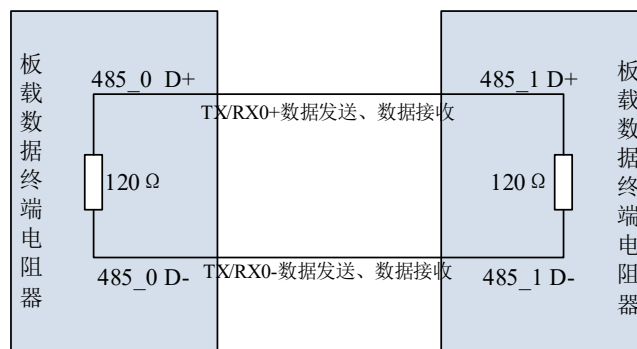 板载数据终端电阻器
485_0 D+
TX/RX0+数据发送、数据接收
120 Ω
485_0 D-
TX/RX0-数据发送、数据接收
485_1 D+
120 Ω
485_1 D-
板载数据终端电阻器